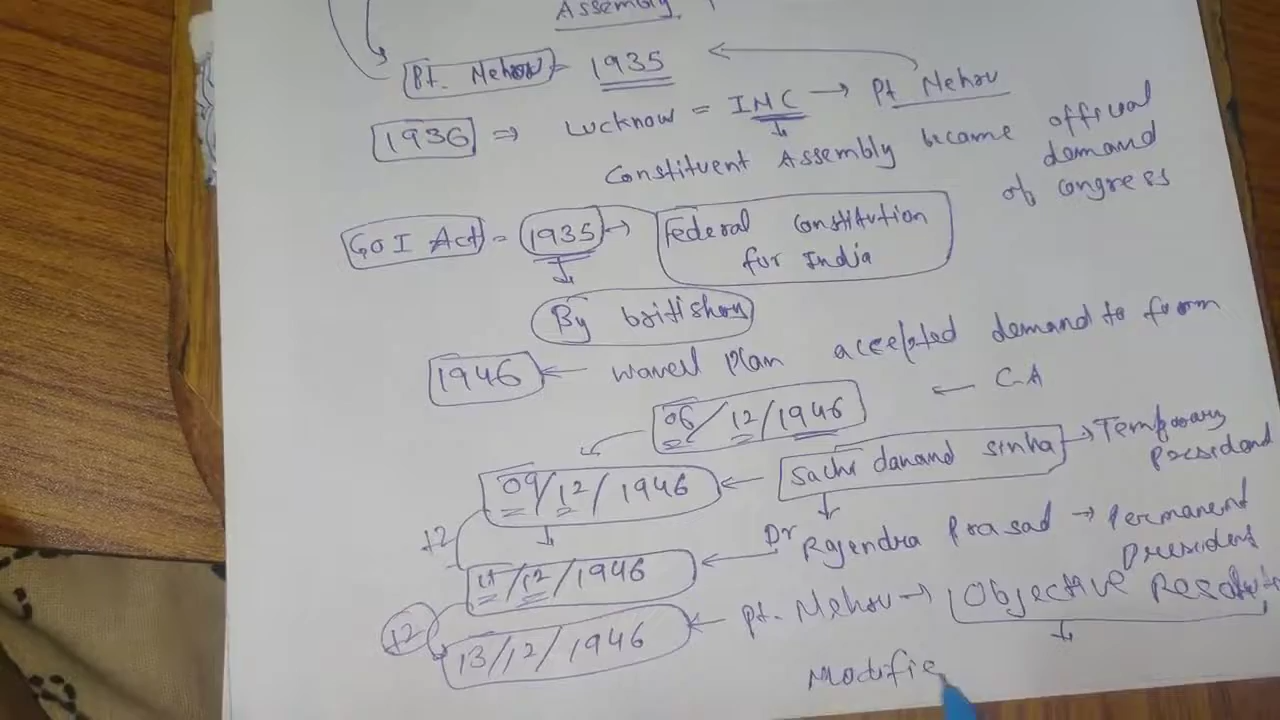 Assembly
Pt. Nehru = 1935
1936 ⇒ Lucknow = INC → Pt Nehru
Constituent Assembly became official demand of congress
GOI Act = 1935 → Federal constitution for India
By britishers
1946 ← wavell plan accepted demand to form
← C.A
06/12/1946
09/12/1946 ← Sachi danand sinha → Temporary president
+2
11/12/1946 ← Dr Rajendra Prasad → Permanent President
+2
13/12/1946 ← pt. Nehru → Objective Resolution
Modifie